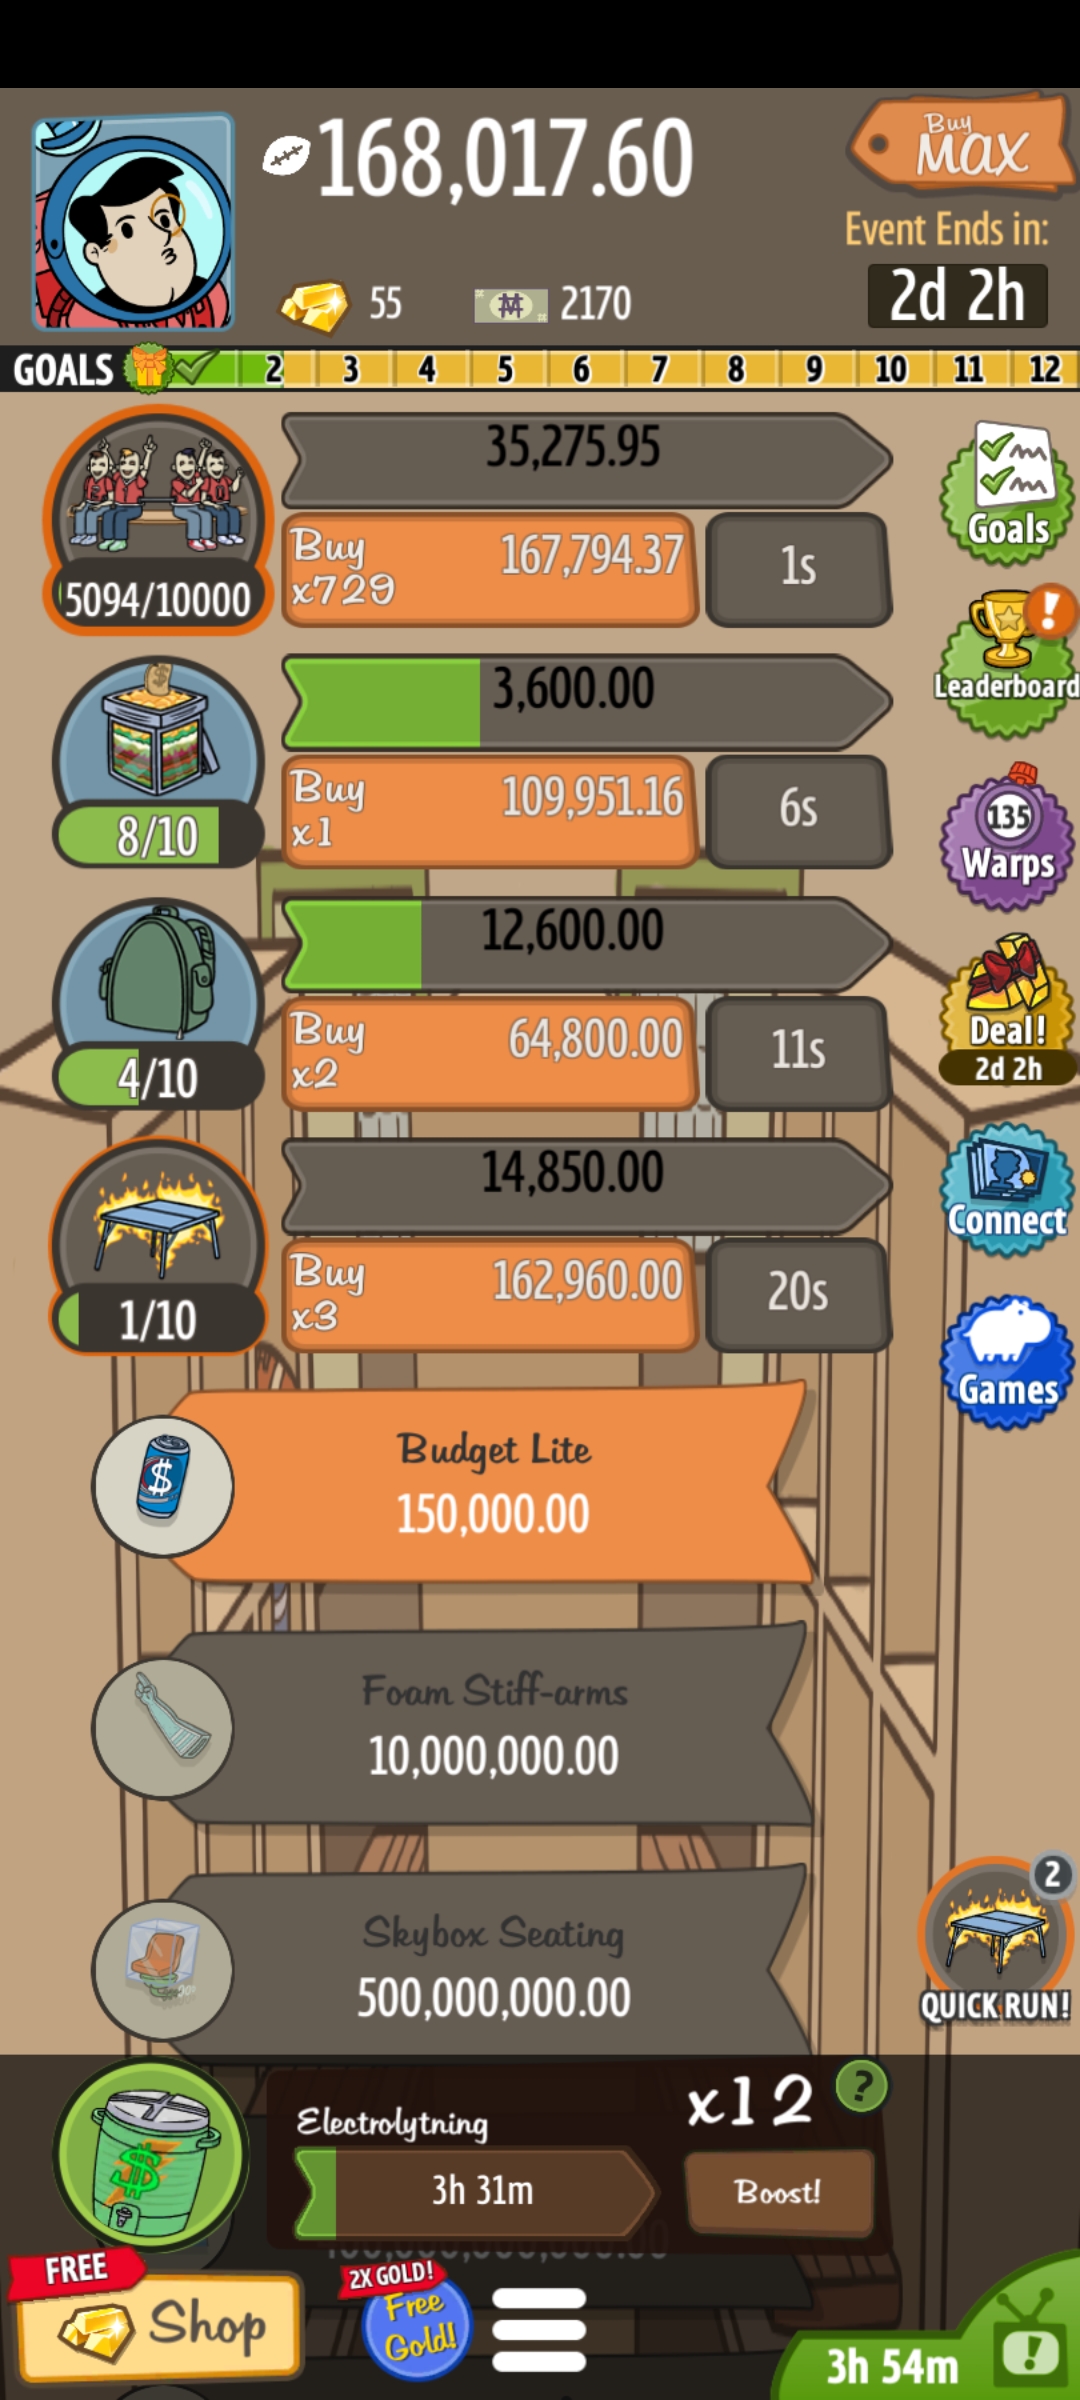 168,017.60
Buy
MAX
Event Ends in:
55
2170
2d 2h
GOALS 2 3 4 5 6 7 8 9 10 11 12
35,275.95
Buy
x729
167,794.37
1s
5094/10000
Goals
3,600.00
Buy
x1
109,951.16
6s
8/10
Leaderboard
12,600.00
Buy
x2
64,800.00
11s
4/10
135
Warps
Deal!
2d 2h
14,850.00
Buy
x3
162,960.00
20s
1/10
Connect
Games
Budget Lite
150,000.00
Foam Stiff-arms
10,000,000.00
Skybox Seating
500,000,000.00
2
QUICK RUN!
Electrolytning
x12
?
3h 31m
Boost!
FREE
Shop
2X GOLD!
Free
Gold!
3h 54m